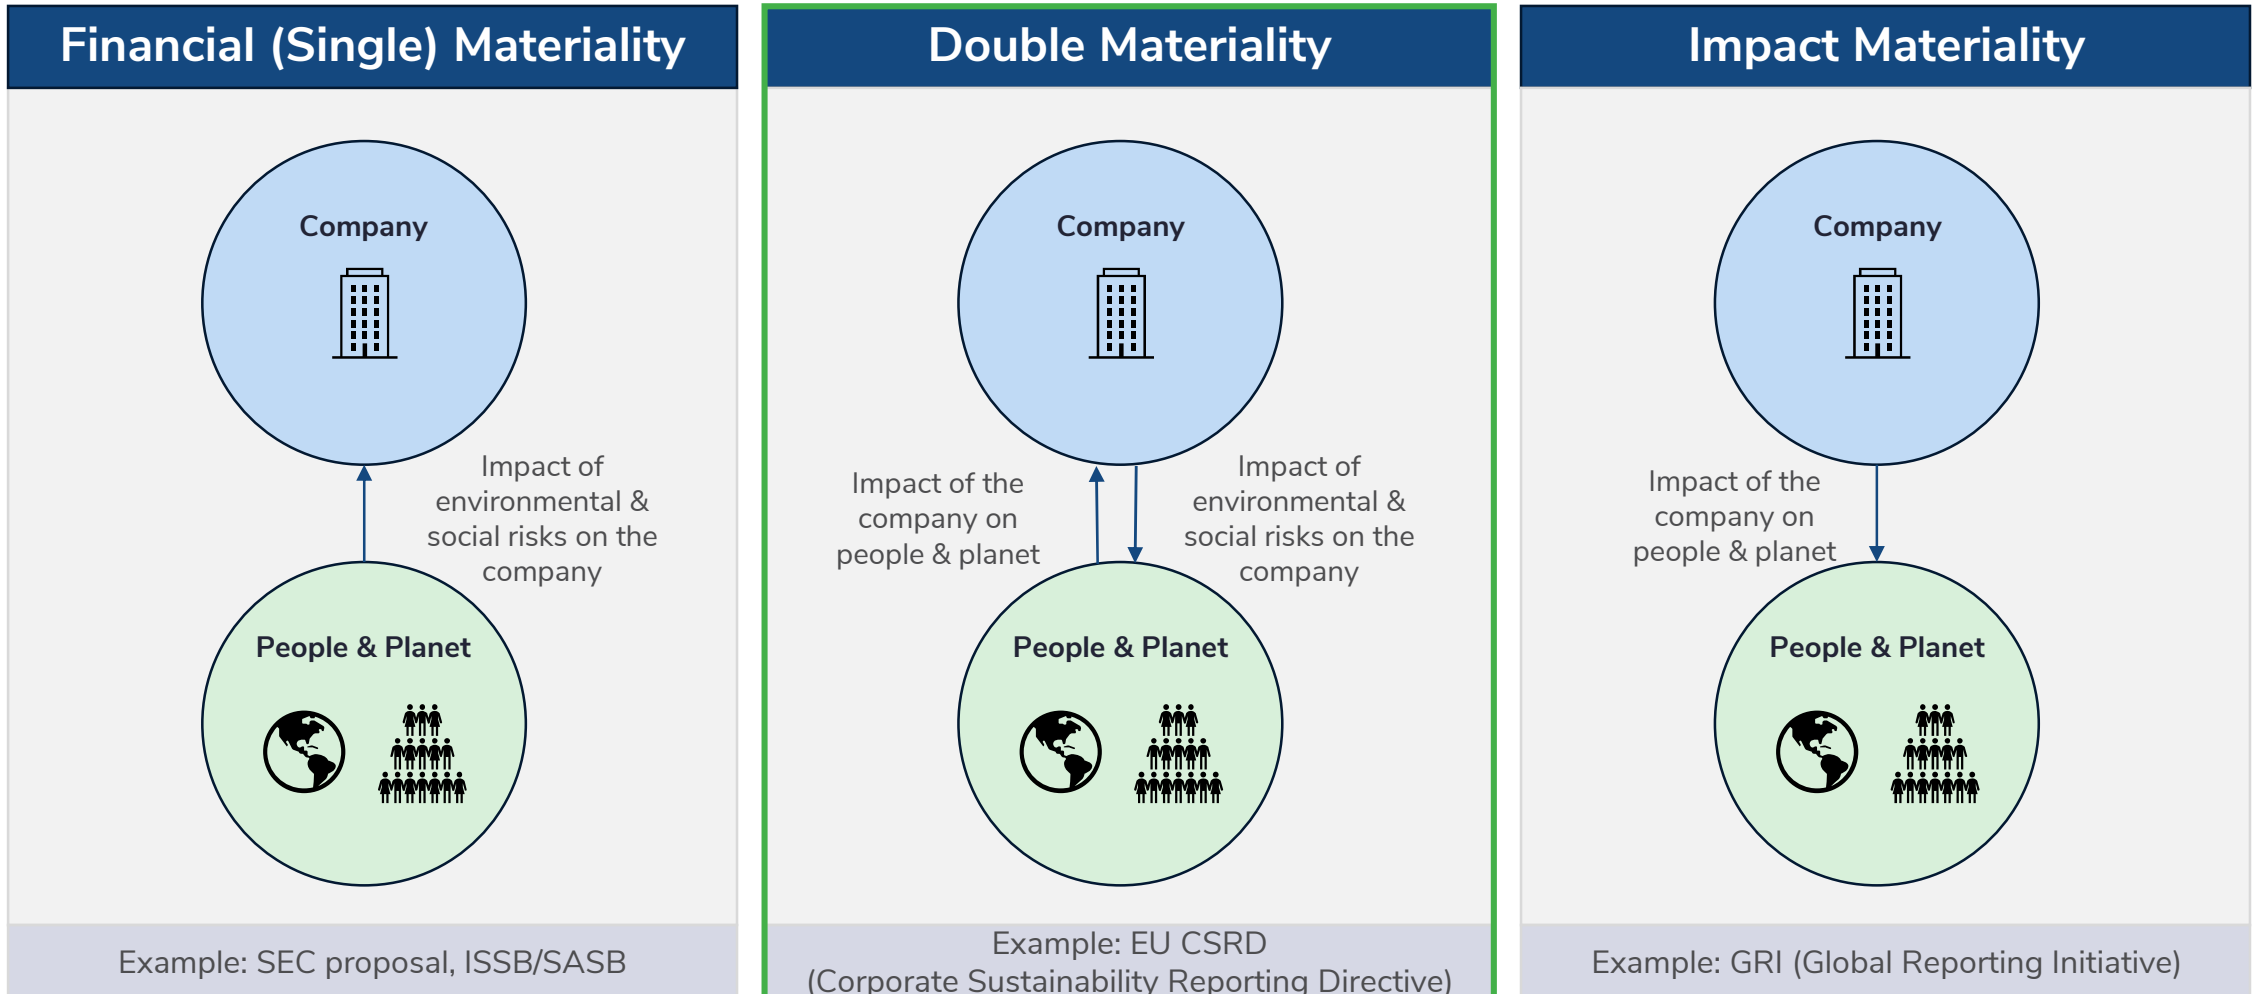 Financial (Single) Materiality
Company
Impact of
environmental &
social risks on the
company
People & Planet
Example: SEC proposal, ISSB/SASB
Double Materiality
Company
Impact of the
company on
people & planet
Impact of
environmental &
social risks on the
company
People & Planet
Example: EU CSRD
(Corporate Sustainability Reporting Directive)
Impact Materiality
Company
Impact of the
company on
people & planet
People & Planet
Example: GRI (Global Reporting Initiative)